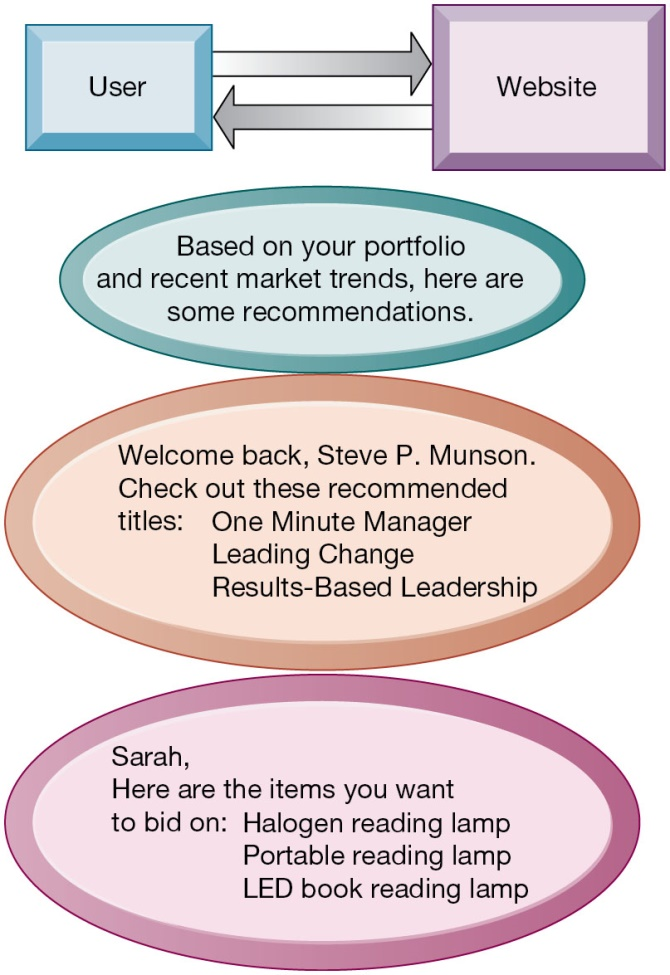 User
Website
Based on your portfolio
and recent market trends, here are
some recommendations.
Welcome back, Steve P. Munson.
Check out these recommended
titles: One Minute Manager
Leading Change
Results-Based Leadership
Sarah,
Here are the items you want
to bid on: Halogen reading lamp
Portable reading lamp
LED book reading lamp